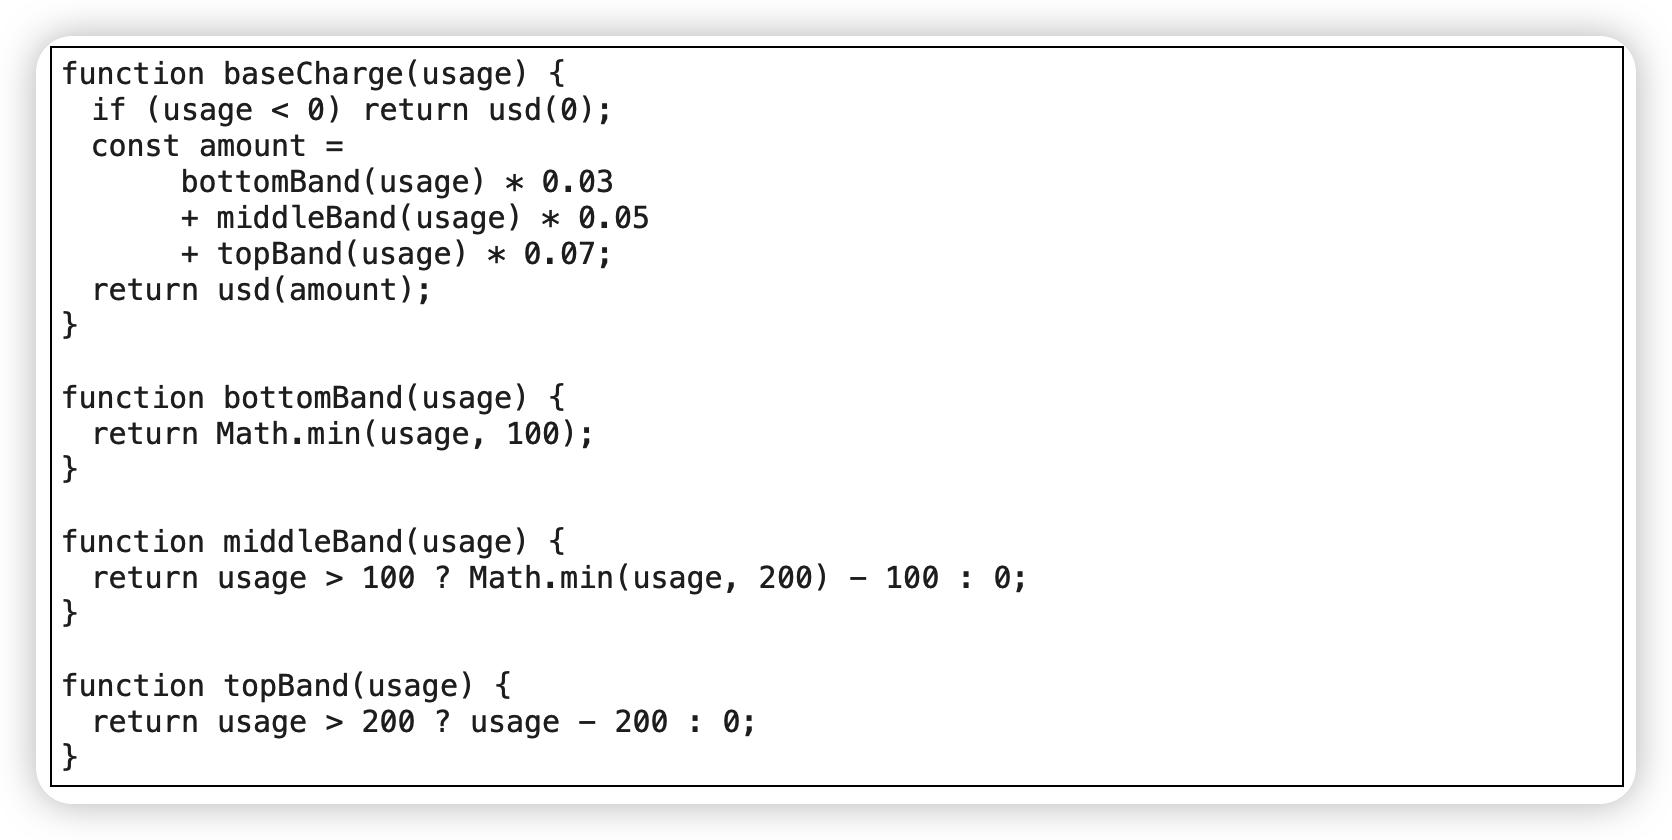 function baseCharge(usage) {
  if (usage < 0) return usd(0);
  const amount =
        bottomBand(usage) * 0.03
        + middleBand(usage) * 0.05
        + topBand(usage) * 0.07;
  return usd(amount);
}

function bottomBand(usage) {
  return Math.min(usage, 100);
}

function middleBand(usage) {
  return usage > 100 ? Math.min(usage, 200) - 100 : 0;
}

function topBand(usage) {
  return usage > 200 ? usage - 200 : 0;
}